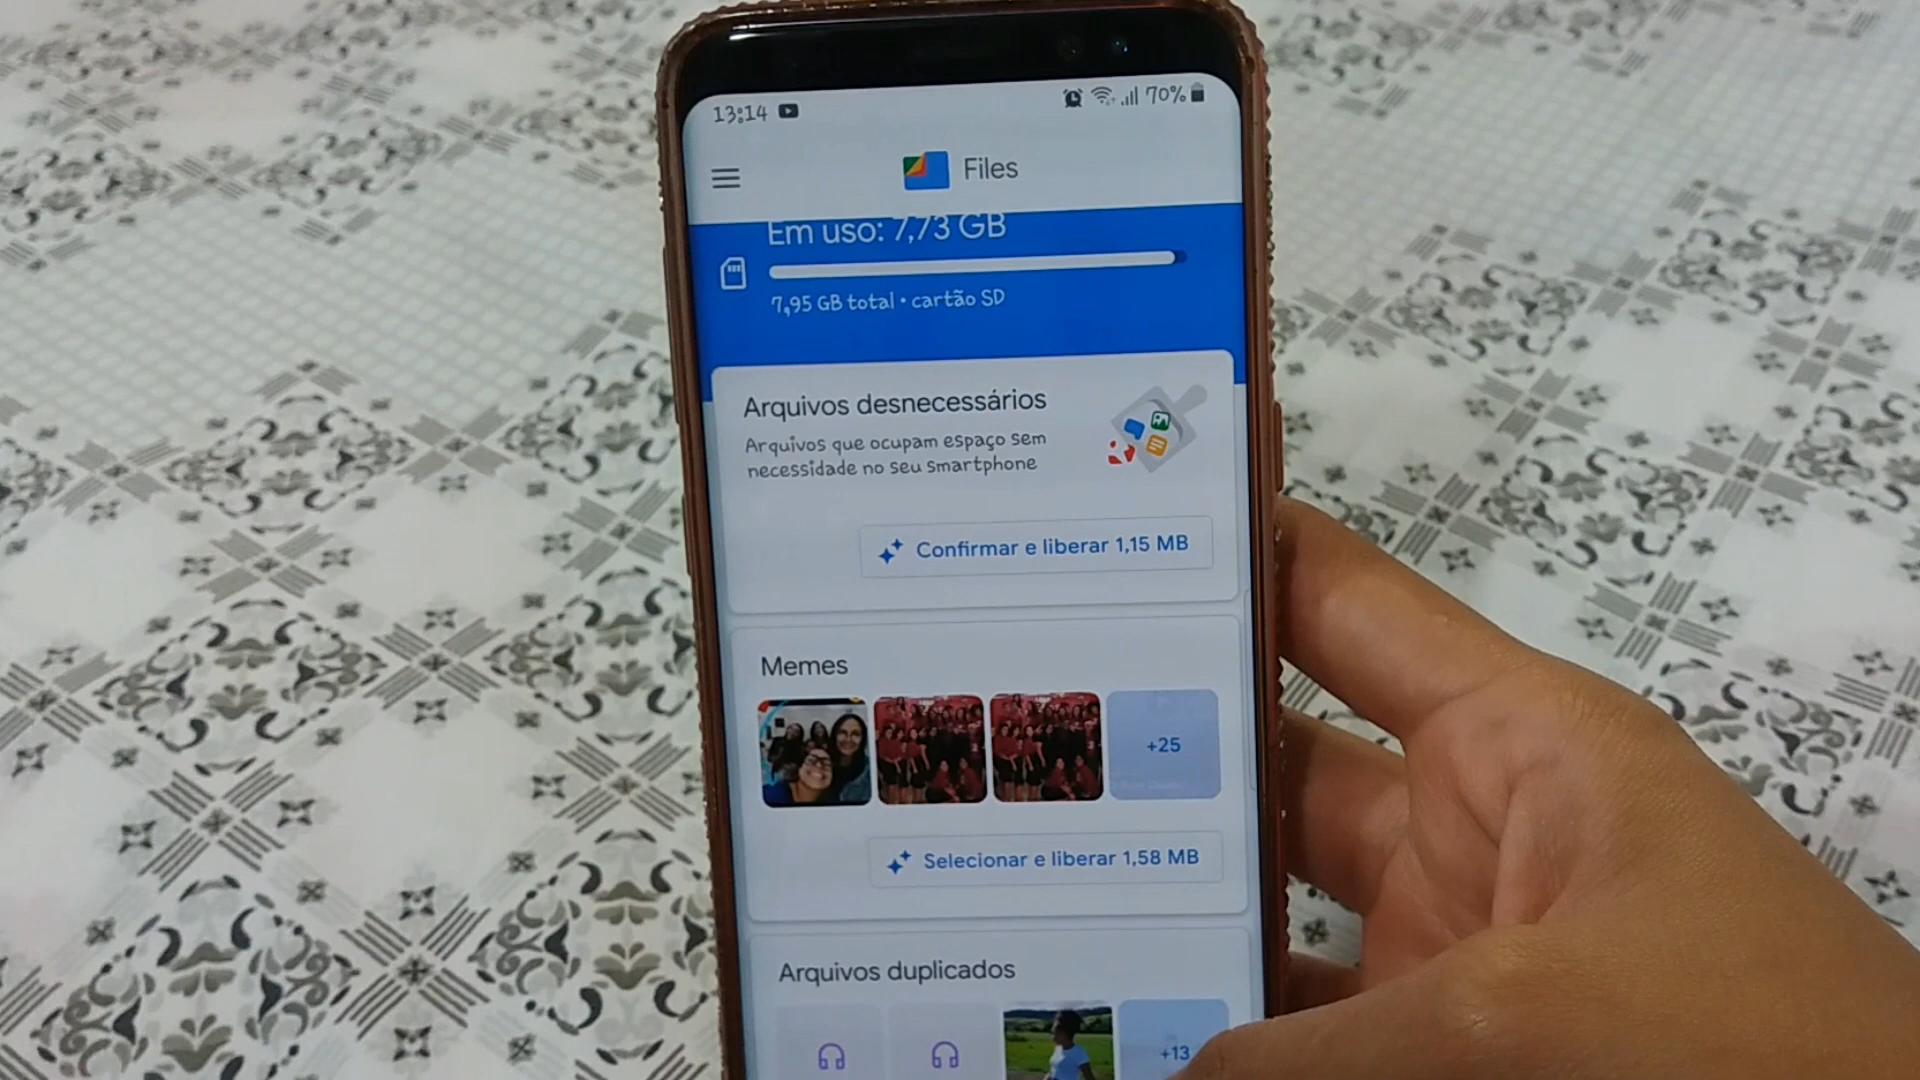 13:14
70%
Files
Em uso: 7,73 GB
7,95 GB total • cartão SD
Arquivos desnecessários
Arquivos que ocupam espaço sem
necessidade no seu smartphone
Confirmar e liberar 1,15 MB
Memes
+25
Selecionar e liberar 1,58 MB
Arquivos duplicados
+13